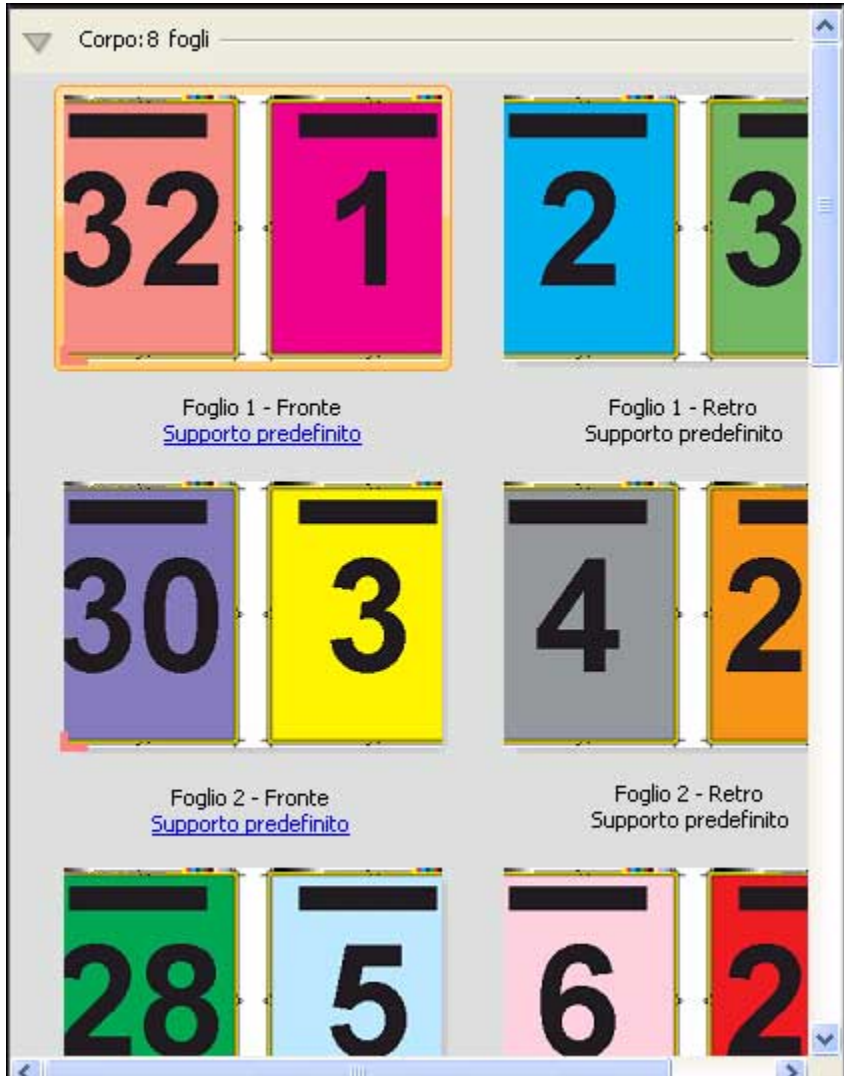 Corpo:8 fogli
32 1 2 3
Foglio 1 - Fronte Foglio 1 - Retro
Supporto predefinito Supporto predefinito
30 3 4 2
Foglio 2 - Fronte Foglio 2 - Retro
Supporto predefinito Supporto predefinito
28 5 6 2